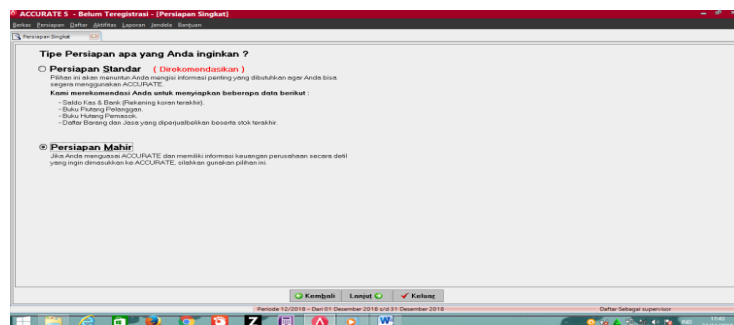 ACCURATE 5 - Belum Teregistrasi - [Persiapan Singkat]
Berkas Persiapan Daftar Aktifitas Laporan Jendela Bantuan
Persiapan Singkat
Tipe Persiapan apa yang Anda inginkan ?
Persiapan Standar ( Direkomendasikan )
Pilihan ini akan menuntun Anda mengisi informasi penting yang dibutuhkan agar Anda bisa
segera menggunakan ACCURATE.
Kami merekomendasi Anda untuk menyiapkan beberapa data berikut :
- Saldo Kas & Bank (Rekening koran terakhir).
- Buku Piutang Pelanggan.
- Buku Hutang Pemasok.
- Daftar Barang dan Jasa yang diperjualbelikan beserta stok terakhir.
Persiapan Mahir
Jika Anda menguasai ACCURATE dan memiliki informasi keuangan perusahaan secara detil
yang ingin dimasukkan ke ACCURATE, silahkan gunakan pilihan ini.
Kembali Lanjut Keluar
Periode 12/2018 - Dari 01 Desember 2018 s/d 31 Desember 2018
Daftar Sebagai supervisor